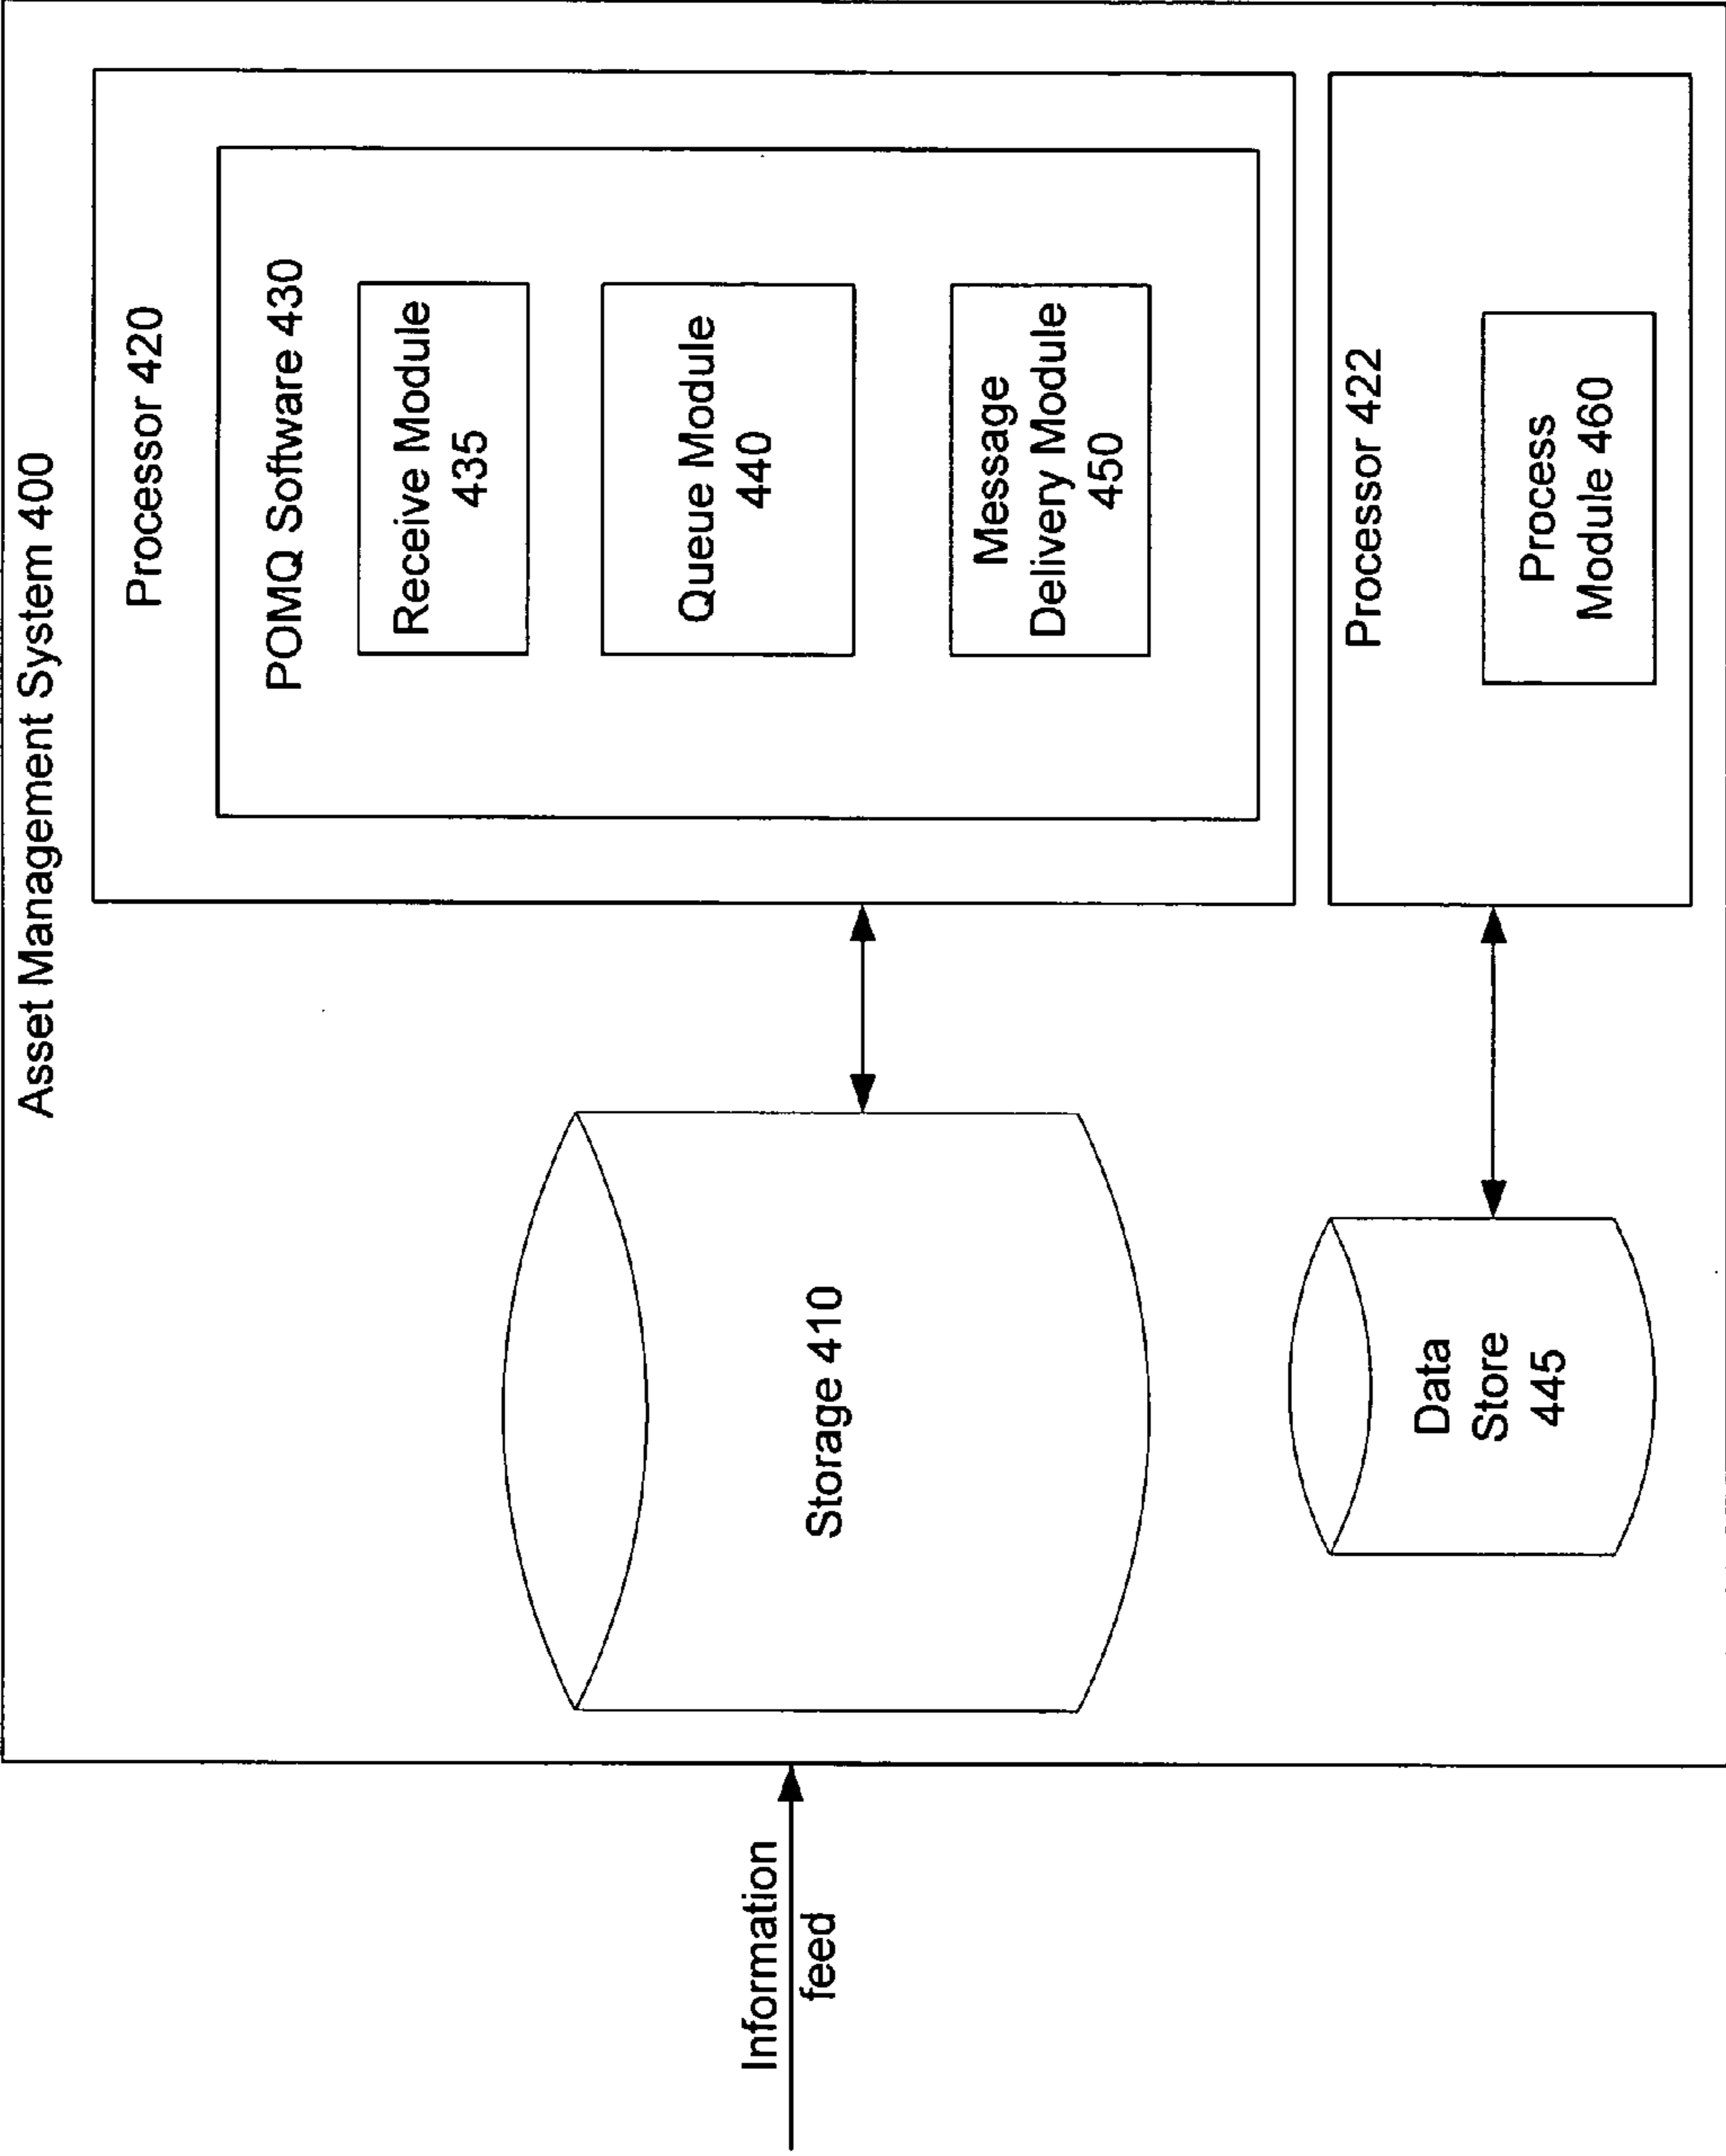 Asset Management System 400
Processor 420
POMQ Software 430
Receive Module
435
Queue Module
440
Message
Delivery Module
450
Storage 410
Information
feed
Processor 422
Process
Module 460
Data
Store
445